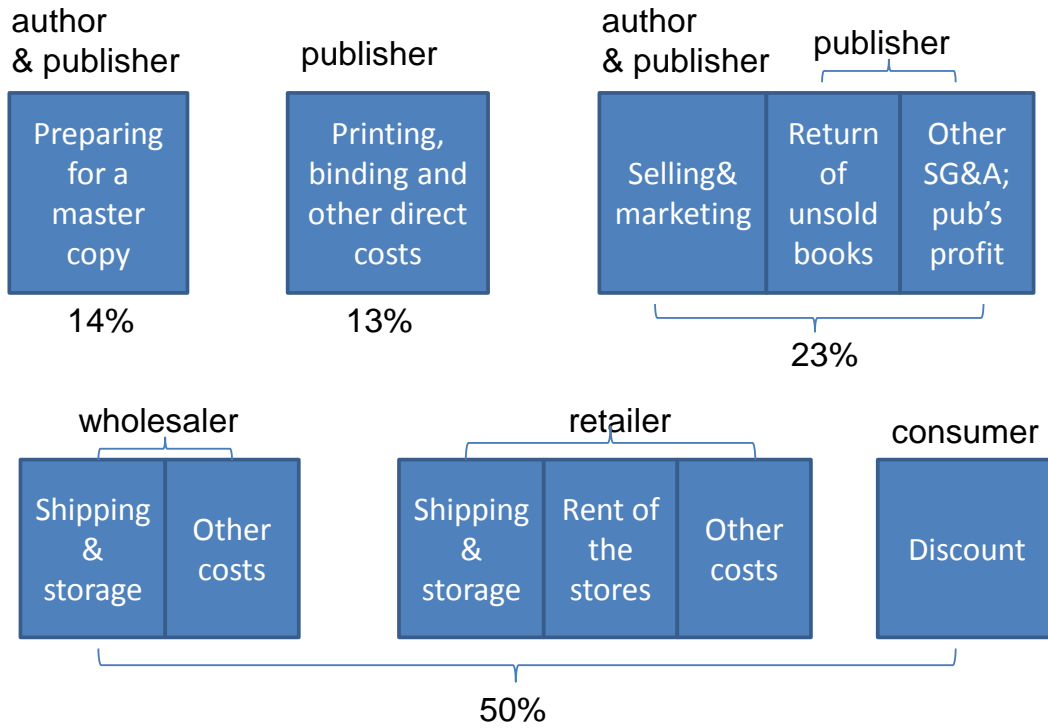 author
& publisher
publisher
author
& publisher
publisher
Preparing
for a
master
copy
Printing,
binding and
other direct
costs
Selling&
marketing
Return
of
unsold
books
Other
SG&A;
pub's
profit
14%
13%
23%
wholesaler
retailer
consumer
Shipping
&
storage
Other
costs
Shipping
&
storage
Rent of
the
stores
Other
costs
Discount
50%